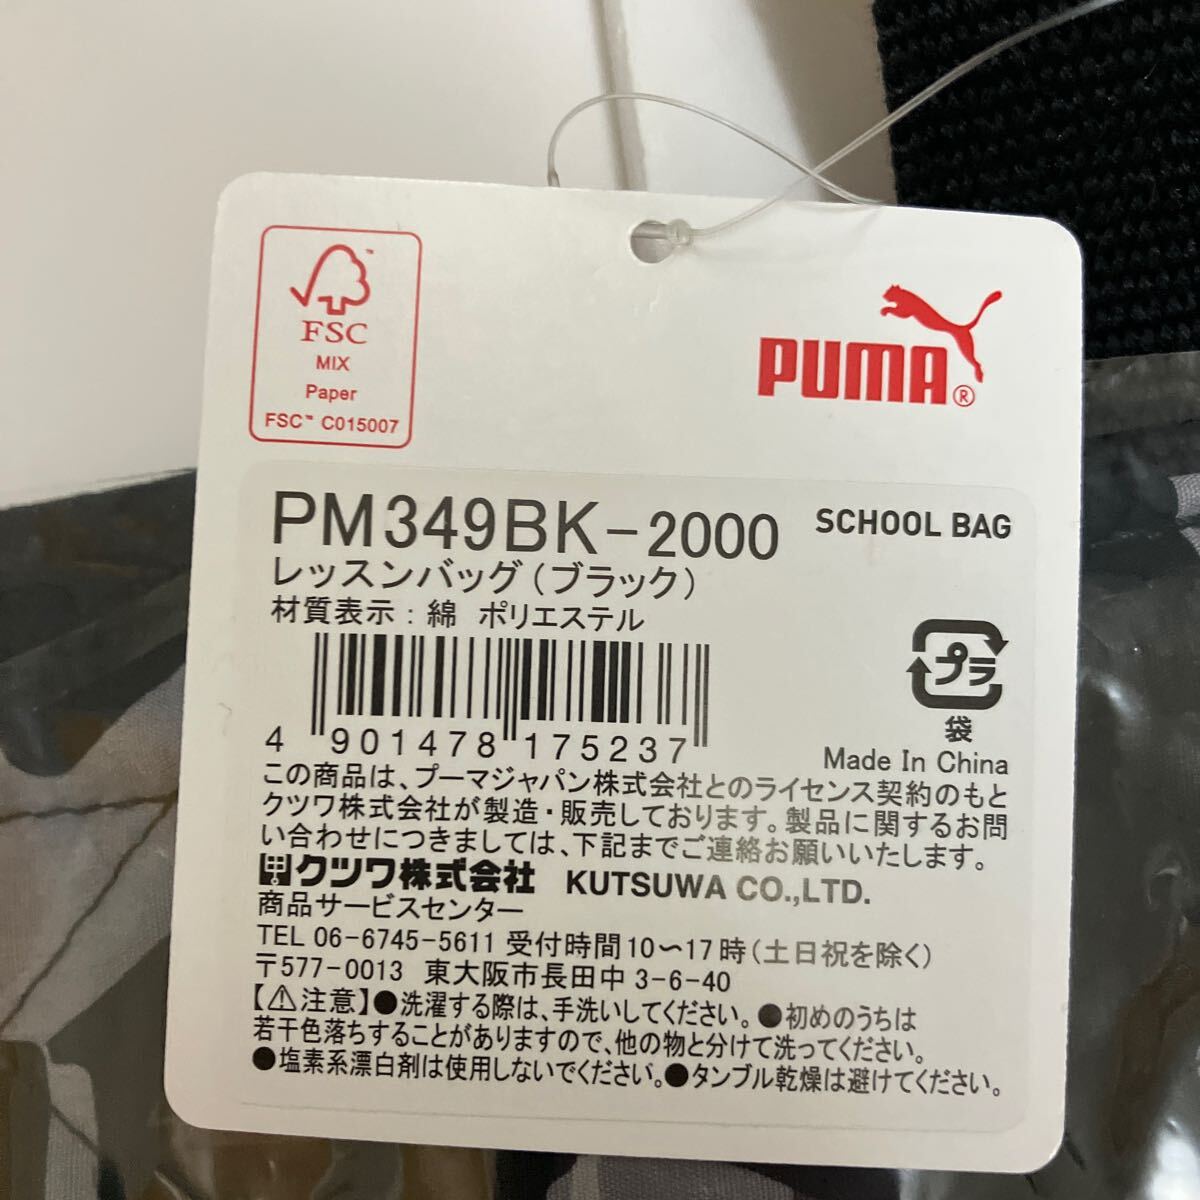 FSC
MIX
Paper
FSC™ C015007
PUMA®
PM349BK-2000
SCHOOL BAG
レッスンバッグ(ブラック)
材質表示:綿 ポリエステル
プラ
袋
4 901478 175237
Made In China
この商品は、プーマジャパン株式会社とのライセンス契約のもと
クツワ株式会社が製造・販売しております。製品に関するお問
い合わせにつきましては、下記までご連絡お願いいたします。
クツワ株式会社 KUTSUWA CO.,LTD.
商品サービスセンター
TEL 06-6745-5611 受付時間10〜17時(土日祝を除く)
〒577-0013 東大阪市長田中3-6-40
【⚠注意】●洗濯する際は、手洗いしてください。●初めのうちは
若干色落ちすることがありますので、他の物と分けて洗ってください。
●塩素系漂白剤は使用しないでください。●タンブル乾燥は避けてください。